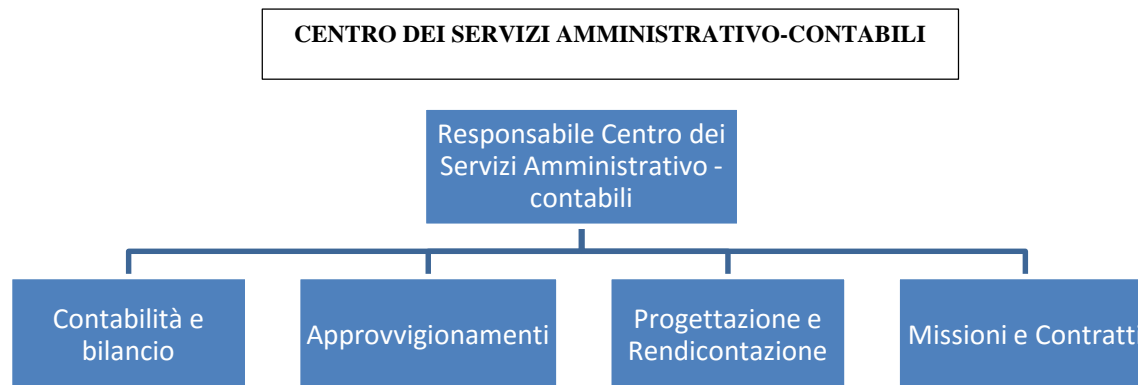 CENTRO DEI SERVIZI AMMINISTRATIVO-CONTABILI
Responsabile Centro dei
Servizi Amministrativo -
contabili
Contabilità e
bilancio
Approvvigionamenti
Progettazione e
Rendicontazione
Missioni e Contratti